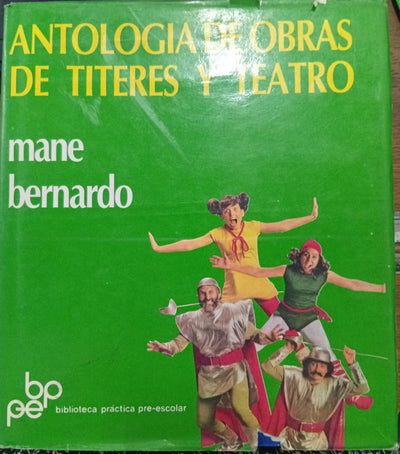 ANTOLOGIA DE OBRAS
DE TITERES Y TEATRO
mane
bernardo
bp
pe
biblioteca práctica pre-escolar